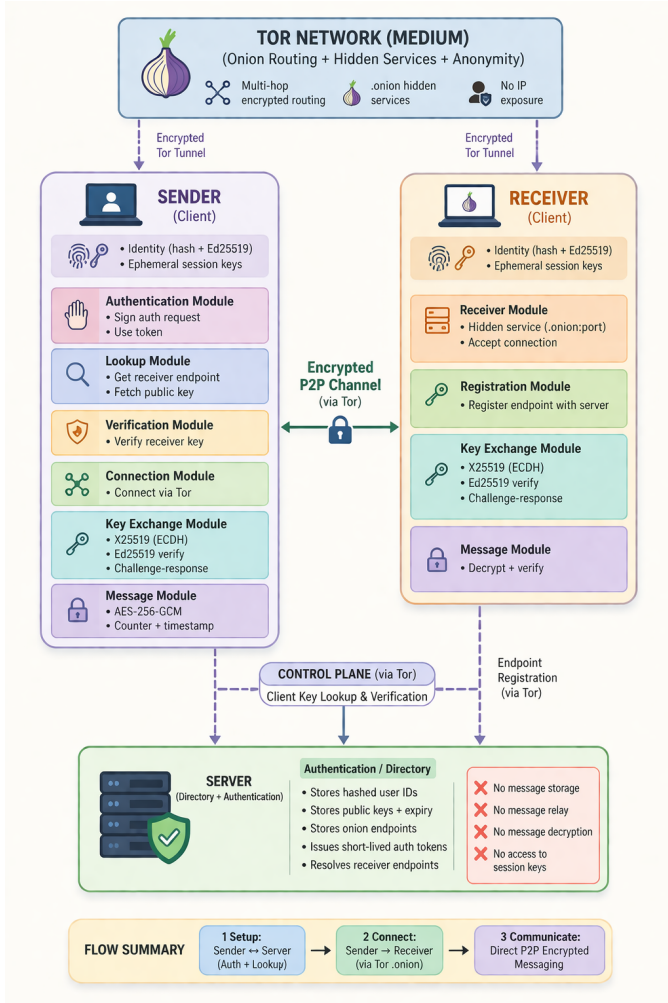 TOR NETWORK (MEDIUM)
(Onion Routing + Hidden Services + Anonymity)
Multi-hop
encrypted routing
.onion hidden
services
No IP
exposure
Encrypted
Tor Tunnel
Encrypted
Tor Tunnel
SENDER
(Client)
• Identity (hash + Ed25519)
• Ephemeral session keys
Authentication Module
• Sign auth request
• Use token
Lookup Module
• Get receiver endpoint
• Fetch public key
Verification Module
• Verify receiver key
Connection Module
• Connect via Tor
Key Exchange Module
• X25519 (ECDH)
• Ed25519 verify
• Challenge-response
Message Module
• AES-256-GCM
• Counter + timestamp
Encrypted
P2P Channel
(via Tor)
RECEIVER
(Client)
• Identity (hash + Ed25519)
• Ephemeral session keys
Receiver Module
• Hidden service (.onion:port)
• Accept connection
Registration Module
• Register endpoint with server
Key Exchange Module
• X25519 (ECDH)
• Ed25519 verify
• Challenge-response
Message Module
• Decrypt + verify
CONTROL PLANE (via Tor)
Client Key Lookup & Verification
Endpoint
Registration
(via Tor)
SERVER
(Directory + Authentication)
Authentication / Directory
• Stores hashed user IDs
• Stores public keys + expiry
• Stores onion endpoints
• Issues short-lived auth tokens
• Resolves receiver endpoints
No message storage
No message relay
No message decryption
No access to
session keys
FLOW SUMMARY
1 Setup:
Sender ↔ Server
(Auth + Lookup)
2 Connect:
Sender → Receiver
(via Tor .onion)
3 Communicate:
Direct P2P Encrypted
Messaging